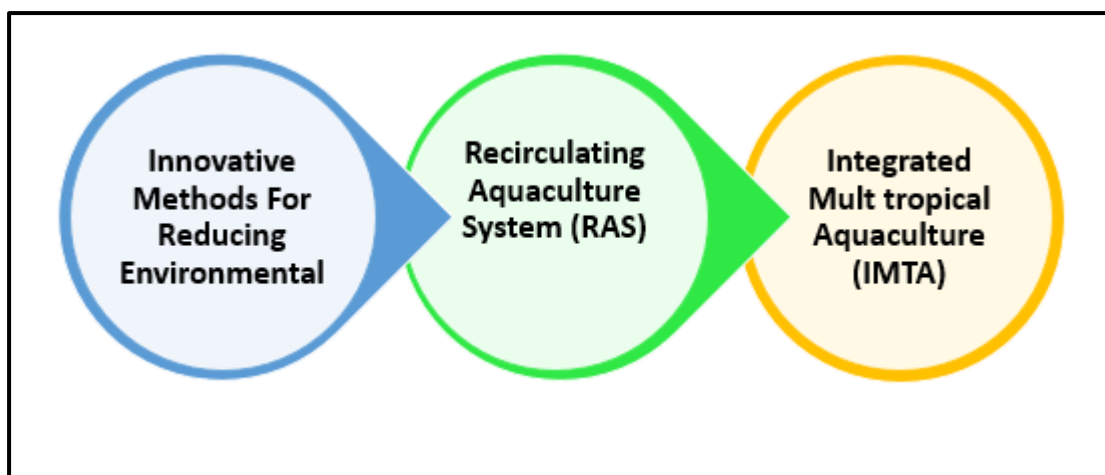 Innovative
Methods For
Reducing
Environmental
Recirculating
Aquaculture
System (RAS)
Integrated
Mult tropical
Aquaculture
(IMTA)